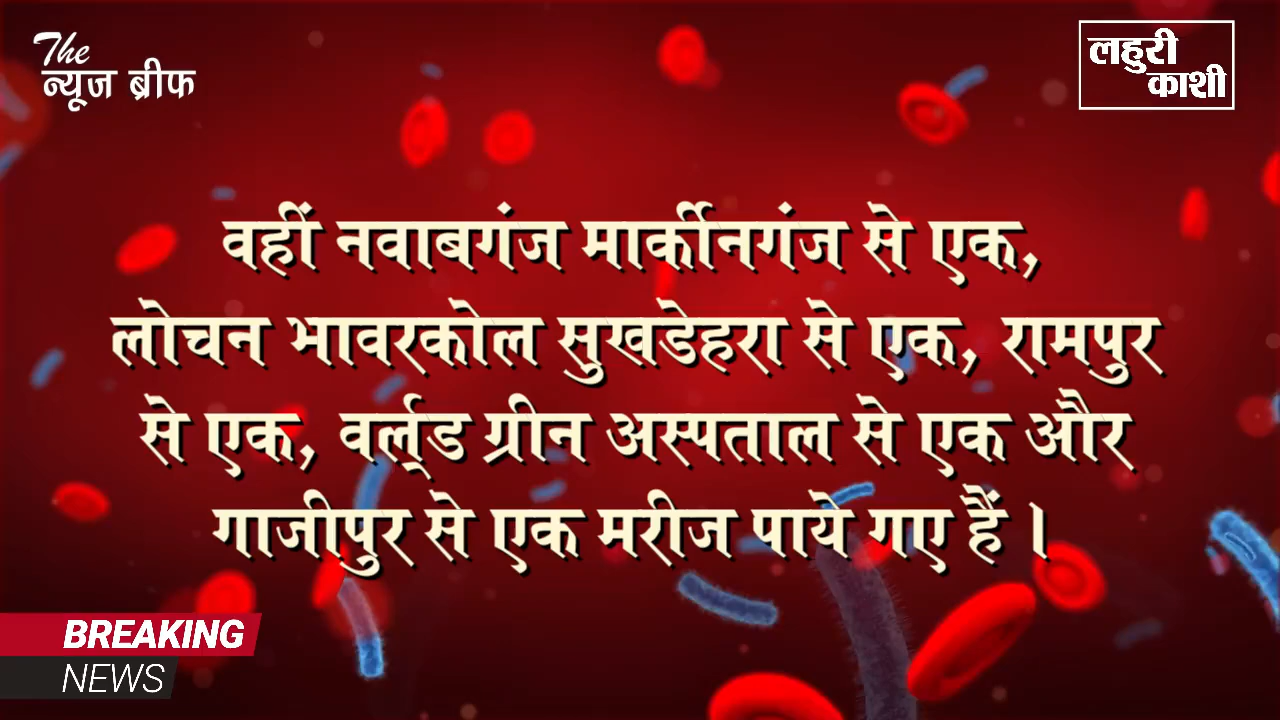 The
न्यूज ब्रीफ
लहुरी
काशी
वहीं नवाबगंज मार्कीनगंज से एक,
लोचन भावरकोल सुखडेहरा से एक, रामपुर
से एक, वर्ल्ड ग्रीन अस्पताल से एक और
गाजीपुर से एक मरीज पाये गए हैं ।
BREAKING
NEWS